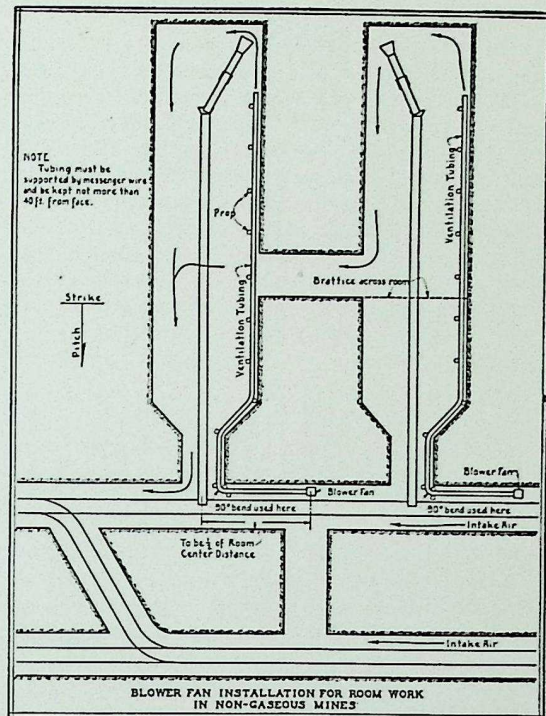 NOTE
Tubing must be
supported by messenger wire
and be kept not more than
40 ft. from face.
Prop
Ventilation Tubing
Ventilation Tubing
Brattice across room
Strike
Pitch
Blower Fan
Blower Fan
90° bend used here
90° bend used here
Intake Air
To be ½ of Room
Center Distance
Intake Air
BLOWER FAN INSTALLATION FOR ROOM WORK
IN NON-GASEOUS MINES